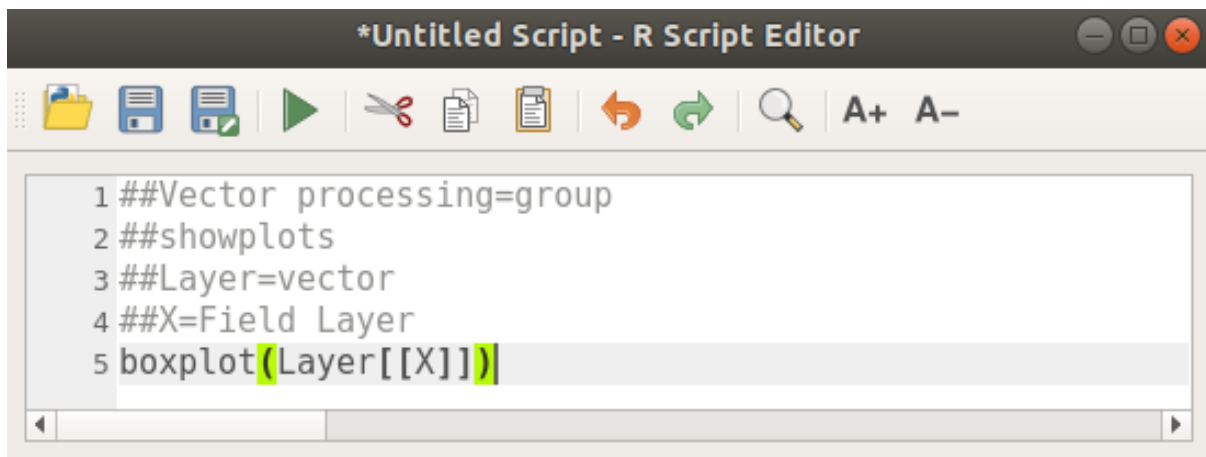 *Untitled Script - R Script Editor
A+ A-
1 ##Vector processing=group
2 ##showplots
3 ##Layer=vector
4 ##X=Field Layer
5 boxplot(Layer[[X]])